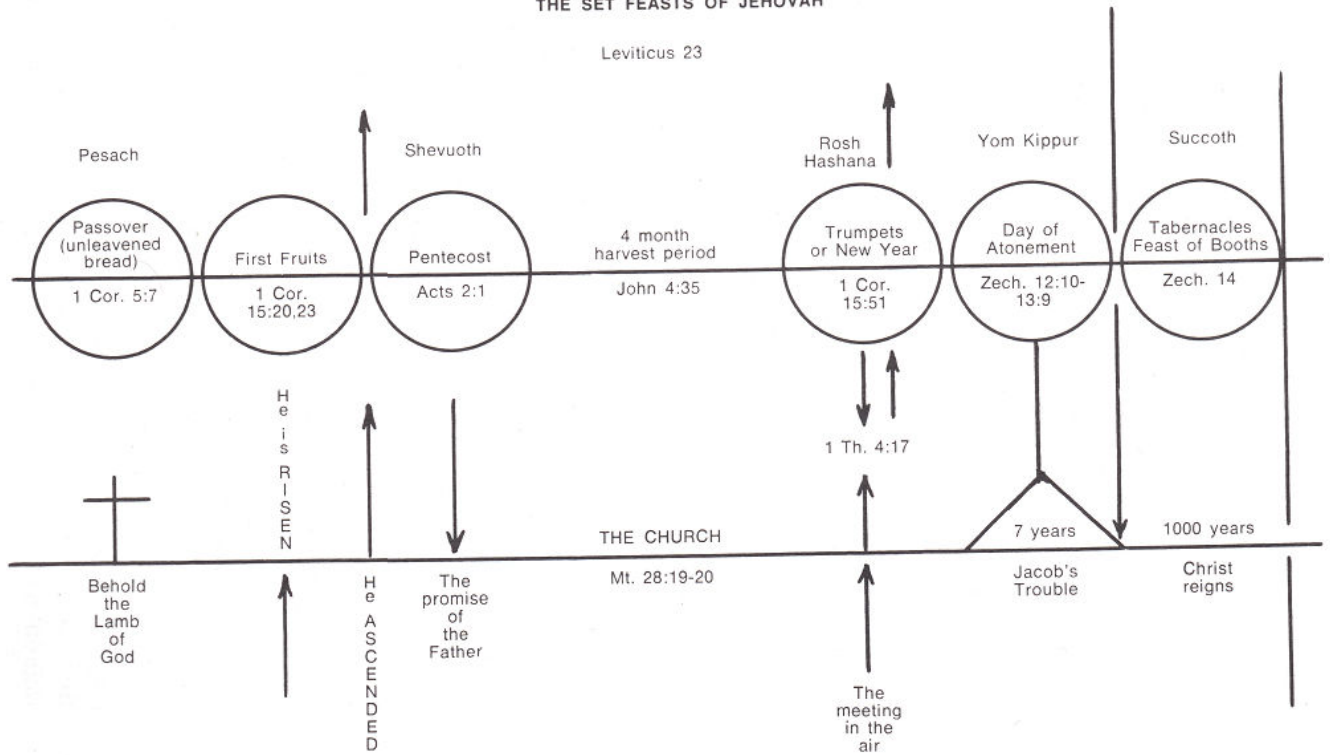 THE SET FEASTS OF JEHOVAH
Leviticus 23
Pesach
Shevuoth
Rosh
Hashana
Yom Kippur
Succoth
Passover
(unleavened
bread)
1 Cor. 5:7
First Fruits
1 Cor.
15:20,23
Pentecost
Acts 2:1
4 month
harvest period
John 4:35
Trumpets
or New Year
1 Cor.
15:51
Day of
Atonement
Zech. 12:10-
13:9
Tabernacles
Feast of Booths
Zech. 14
He is RISEN
1 Th. 4:17
THE CHURCH
Mt. 28:19-20
7 years
1000 years
Behold
the
Lamb
of
God
He ASCENDED
The
promise
of
the
Father
Jacob's
Trouble
Christ
reigns
The
meeting
in the
air